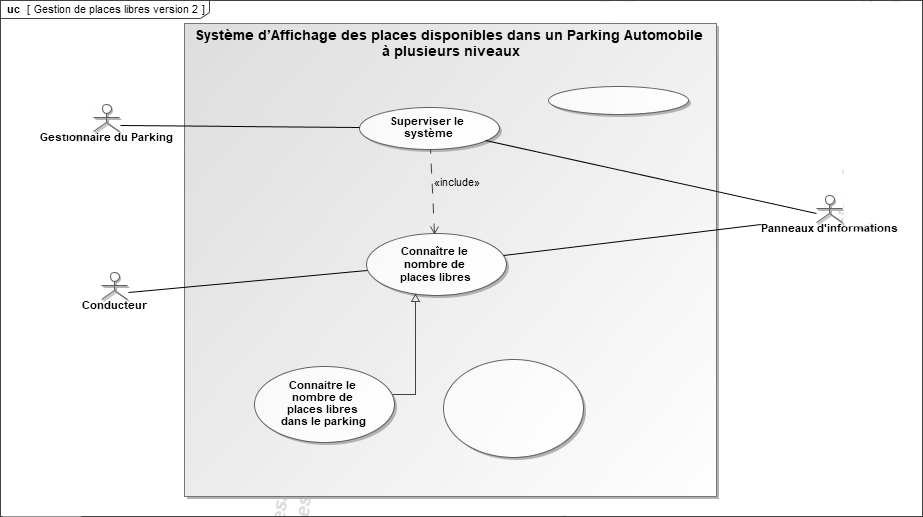 uc [ Gestion de places libres version 2 ]
Système d'Affichage des places disponibles dans un Parking Automobile
à plusieurs niveaux
Superviser le
système
Gestionnaire du Parking
«include»
Panneaux d'informations
Connaître le
nombre de
places libres
Conducteur
Connaitre le
nombre de
places libres
dans le parking